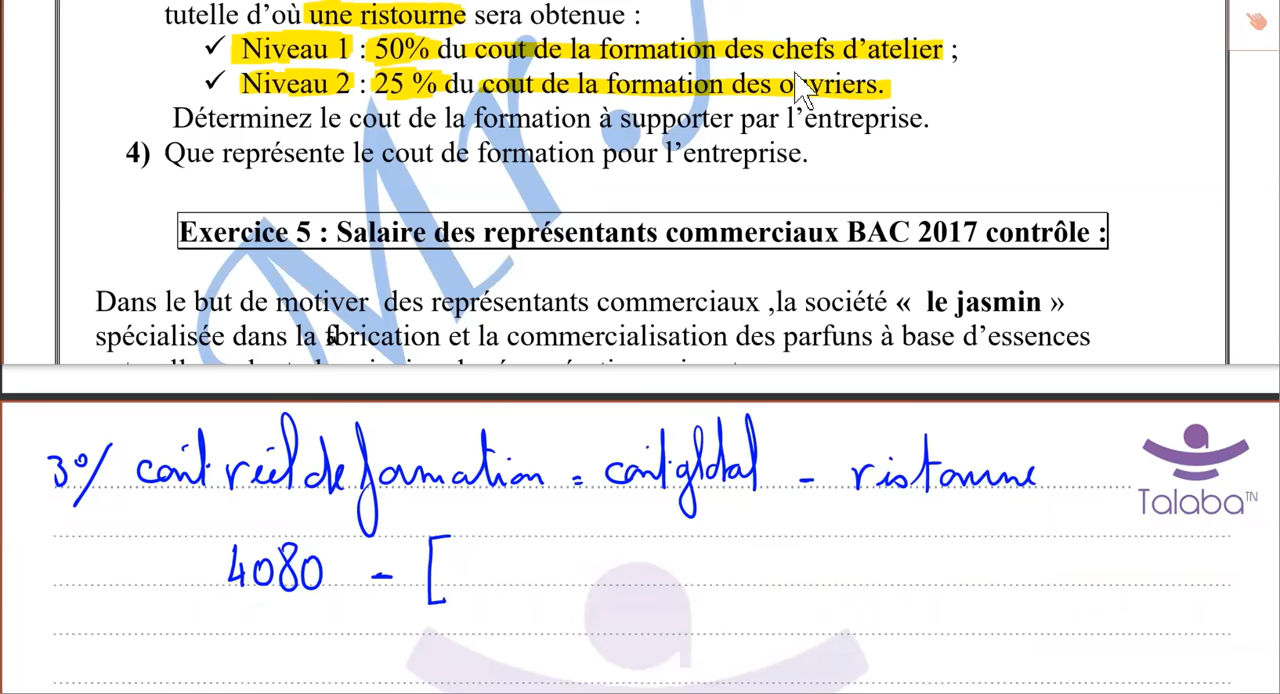 tutelle d'où une ristourne sera obtenue :
✓ Niveau 1 : 50% du cout de la formation des chefs d'atelier ;
✓ Niveau 2 : 25 % du cout de la formation des ouvriers.
Déterminez le cout de la formation à supporter par l'entreprise.
4) Que représente le cout de formation pour l'entreprise.
Exercice 5 : Salaire des représentants commerciaux BAC 2017 contrôle :
Dans le but de motiver des représentants commerciaux ,la société « le jasmin »
spécialisée dans la fabrication et la commercialisation des parfuns à base d'essences
3°/ coût réel de formation = coût global - ristourne
Talaba TN
4080 - [
Mr.J